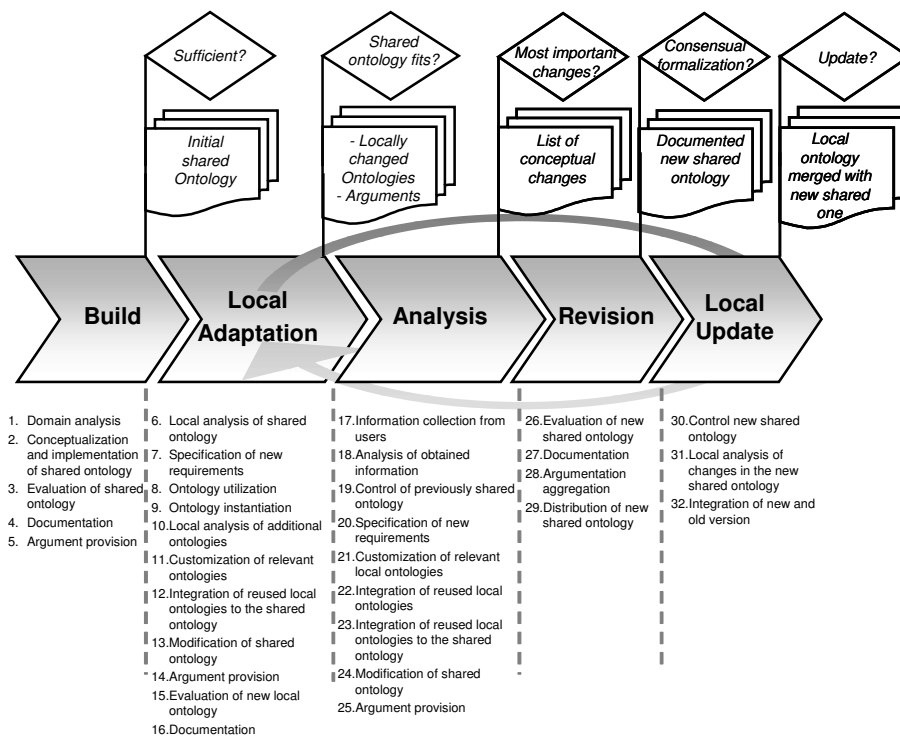 Sufficient?
Shared
ontology fits?
Most important
changes?
Consensual
formalization?
Update?
Initial
shared
Ontology
- Locally
changed
Ontologies
- Arguments
List of
conceptual
changes
Documented
new shared
ontology
Local
ontology
merged with
new shared
one
Build
Local
Adaptation
Analysis
Revision
Local
Update
1. Domain analysis
2. Conceptualization
and implementation
of shared ontology
3. Evaluation of shared
ontology
4. Documentation
5. Argument provision
6. Local analysis of shared
ontology
7. Specification of new
requirements
8. Ontology utilization
9. Ontology instantiation
10. Local analysis of additional
ontologies
11. Customization of relevant
ontologies
12. Integration of reused local
ontologies to the shared
ontology
13. Modification of shared
ontology
14. Argument provision
15. Evaluation of new local
ontology
16. Documentation
17. Information collection from
users
18. Analysis of obtained
information
19. Control of previously shared
ontology
20. Specification of new
requirements
21. Customization of relevant
local ontologies
22. Integration of reused local
ontologies
23. Integration of reused local
ontologies to the shared
ontology
24. Modification of shared
ontology
25. Argument provision
26. Evaluation of new
shared ontology
27. Documentation
28. Argumentation
aggregation
29. Distribution of new
shared ontology
30. Control new shared
ontology
31. Local analysis of
changes in the new
shared ontology
32. Integration of new and
old version